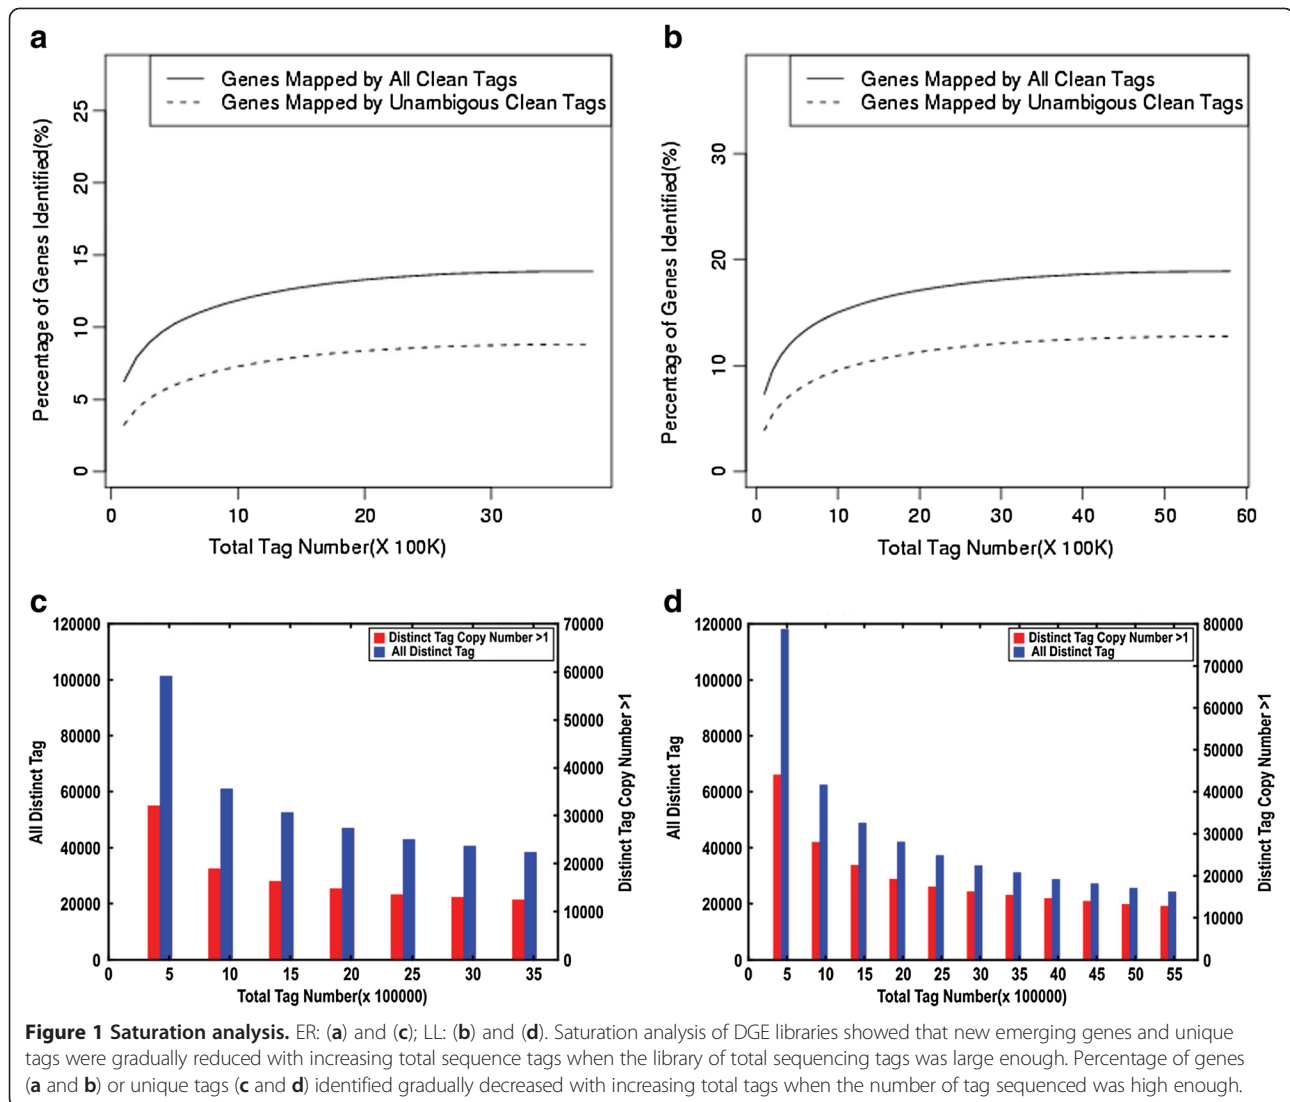 a
Genes Mapped by All Clean Tags
Genes Mapped by Unambigous Clean Tags
Percentage of Genes Identified(%)
25
20
15
10
5
0
0 10 20 30
Total Tag Number(X 100K)
b
Genes Mapped by All Clean Tags
Genes Mapped by Unambigous Clean Tags
Percentage of Genes Identified(%)
30
20
10
0
0 10 20 30 40 50 60
Total Tag Number(X 100K)
c
Distinct Tag Copy Number >1
All Distinct Tag
All Distinct Tag
120000
100000
80000
60000
40000
20000
0
70000
60000
50000
40000
30000
20000
10000
0
Distinct Tag Copy Number >1
0 5 10 15 20 25 30 35
Total Tag Number(x 100000)
d
Distinct Tag Copy Number >1
All Distinct Tag
All Distinct Tag
120000
100000
80000
60000
40000
20000
0
80000
70000
60000
50000
40000
30000
20000
10000
0
Distinct Tag Copy Number >1
0 5 10 15 20 25 30 35 40 45 50 55
Total Tag Number(x 100000)
Figure 1 Saturation analysis. ER: (a) and (c); LL: (b) and (d). Saturation analysis of DGE libraries showed that new emerging genes and unique
tags were gradually reduced with increasing total sequence tags when the library of total sequencing tags was large enough. Percentage of genes
(a and b) or unique tags (c and d) identified gradually decreased with increasing total tags when the number of tag sequenced was high enough.